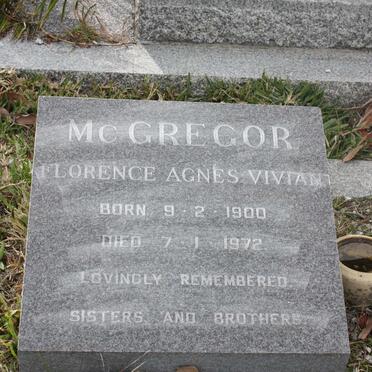 McGREGOR
FLORENCE AGNES VIVIAN
BORN 9-2-1900
DIED 7-1-1972
LOVINGLY REMEMBERED
SISTERS AND BROTHERS